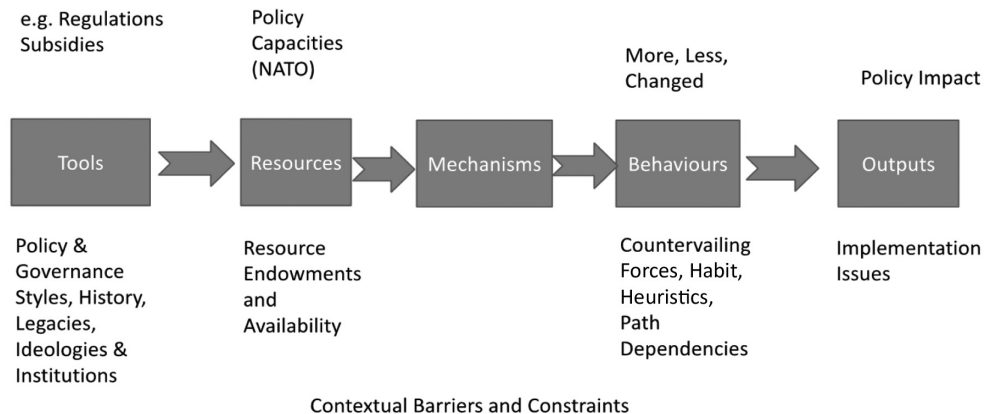 e.g. Regulations
Subsidies
Policy
Capacities
(NATO)
More, Less,
Changed
Policy Impact
Tools
Resources
Mechanisms
Behaviours
Outputs
Policy &
Governance
Styles, History,
Legacies,
Ideologies &
Institutions
Resource
Endowments
and
Availability
Countervailing
Forces, Habit,
Heuristics,
Path
Dependencies
Implementation
Issues
Contextual Barriers and Constraints